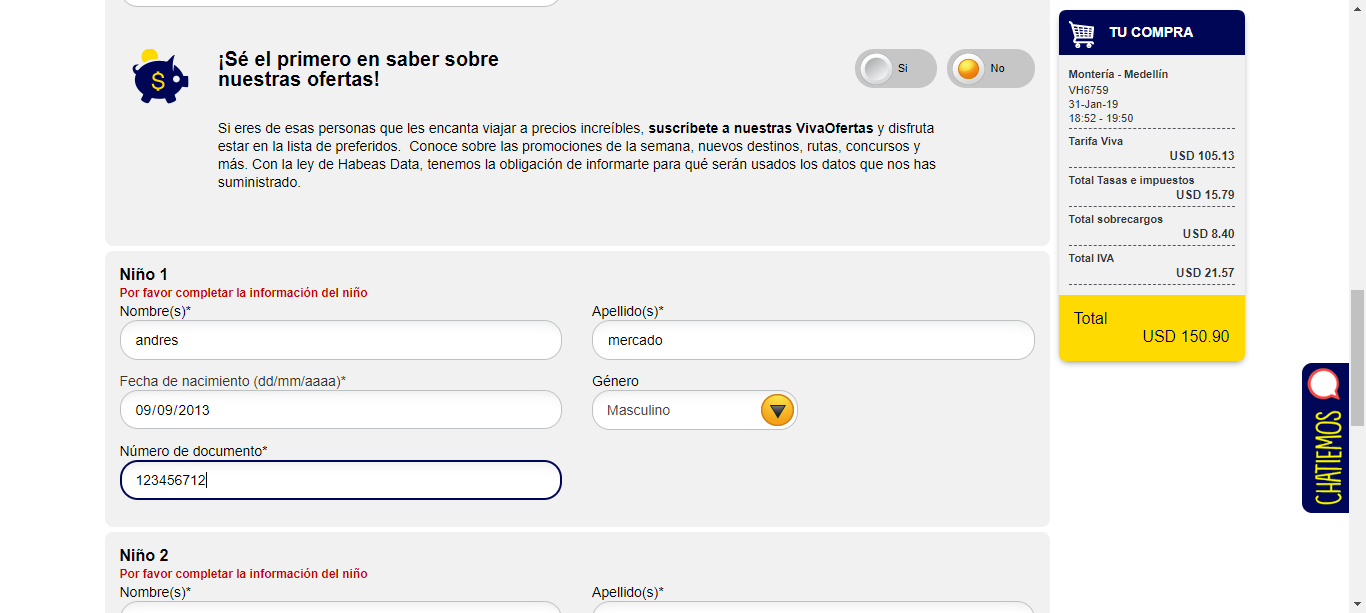 ¡Sé el primero en saber sobre
nuestras ofertas!
Si
No
Si eres de esas personas que les encanta viajar a precios increíbles, suscríbete a nuestras VivaOfertas y disfruta
estar en la lista de preferidos. Conoce sobre las promociones de la semana, nuevos destinos, rutas, concursos y
más. Con la ley de Habeas Data, tenemos la obligación de informarte para qué serán usados los datos que nos has
suministrado.
Niño 1
Por favor completar la información del niño
Nombre(s)*
Apellido(s)*
andres
mercado
Fecha de nacimiento (dd/mm/aaaa)*
Género
09/09/2013
Masculino
Número de documento*
123456712
Niño 2
Por favor completar la información del niño
Nombre(s)*
Apellido(s)*
TU COMPRA
Montería - Medellín
VH6759
31-Jan-19
18:52 - 19:50
Tarifa Viva
USD 105.13
Total Tasas e impuestos
USD 15.79
Total sobrecargos
USD 8.40
Total IVA
USD 21.57
Total
USD 150.90
CHATIEMOS
$